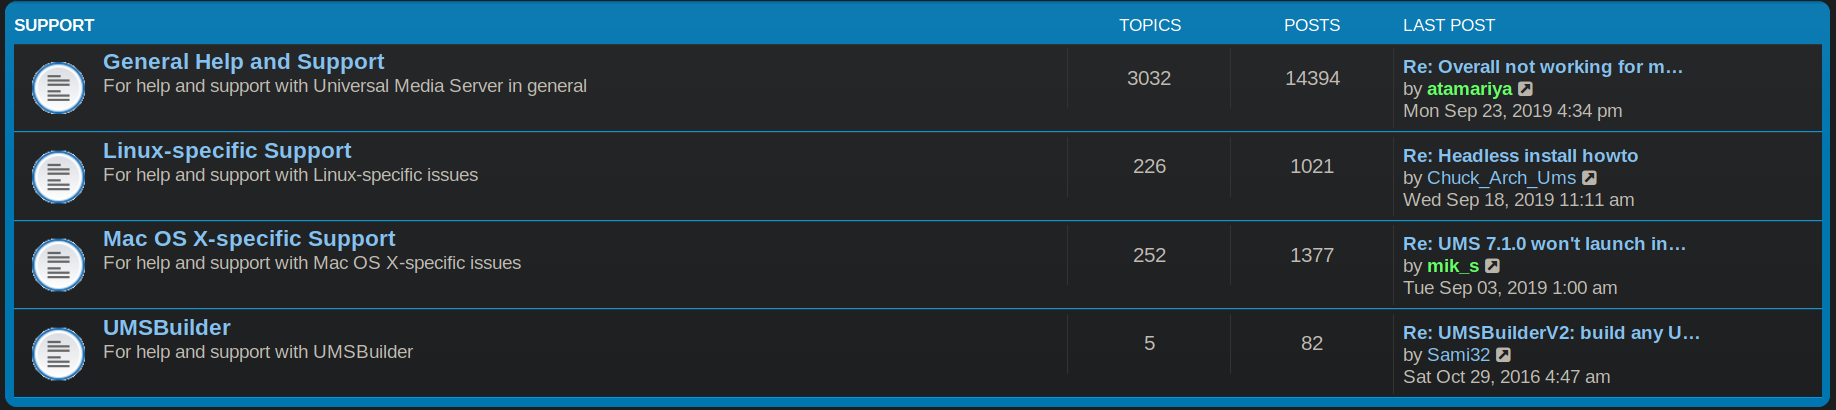 SUPPORT TOPICS POSTS LAST POST
General Help and Support
For help and support with Universal Media Server in general
3032 14394
Re: Overall not working for m…
by atamariya
Mon Sep 23, 2019 4:34 pm
Linux-specific Support
For help and support with Linux-specific issues
226 1021
Re: Headless install howto
by Chuck_Arch_Ums
Wed Sep 18, 2019 11:11 am
Mac OS X-specific Support
For help and support with Mac OS X-specific issues
252 1377
Re: UMS 7.1.0 won't launch in…
by mik_s
Tue Sep 03, 2019 1:00 am
UMSBuilder
For help and support with UMSBuilder
5 82
Re: UMSBuilderV2: build any U…
by Sami32
Sat Oct 29, 2016 4:47 am